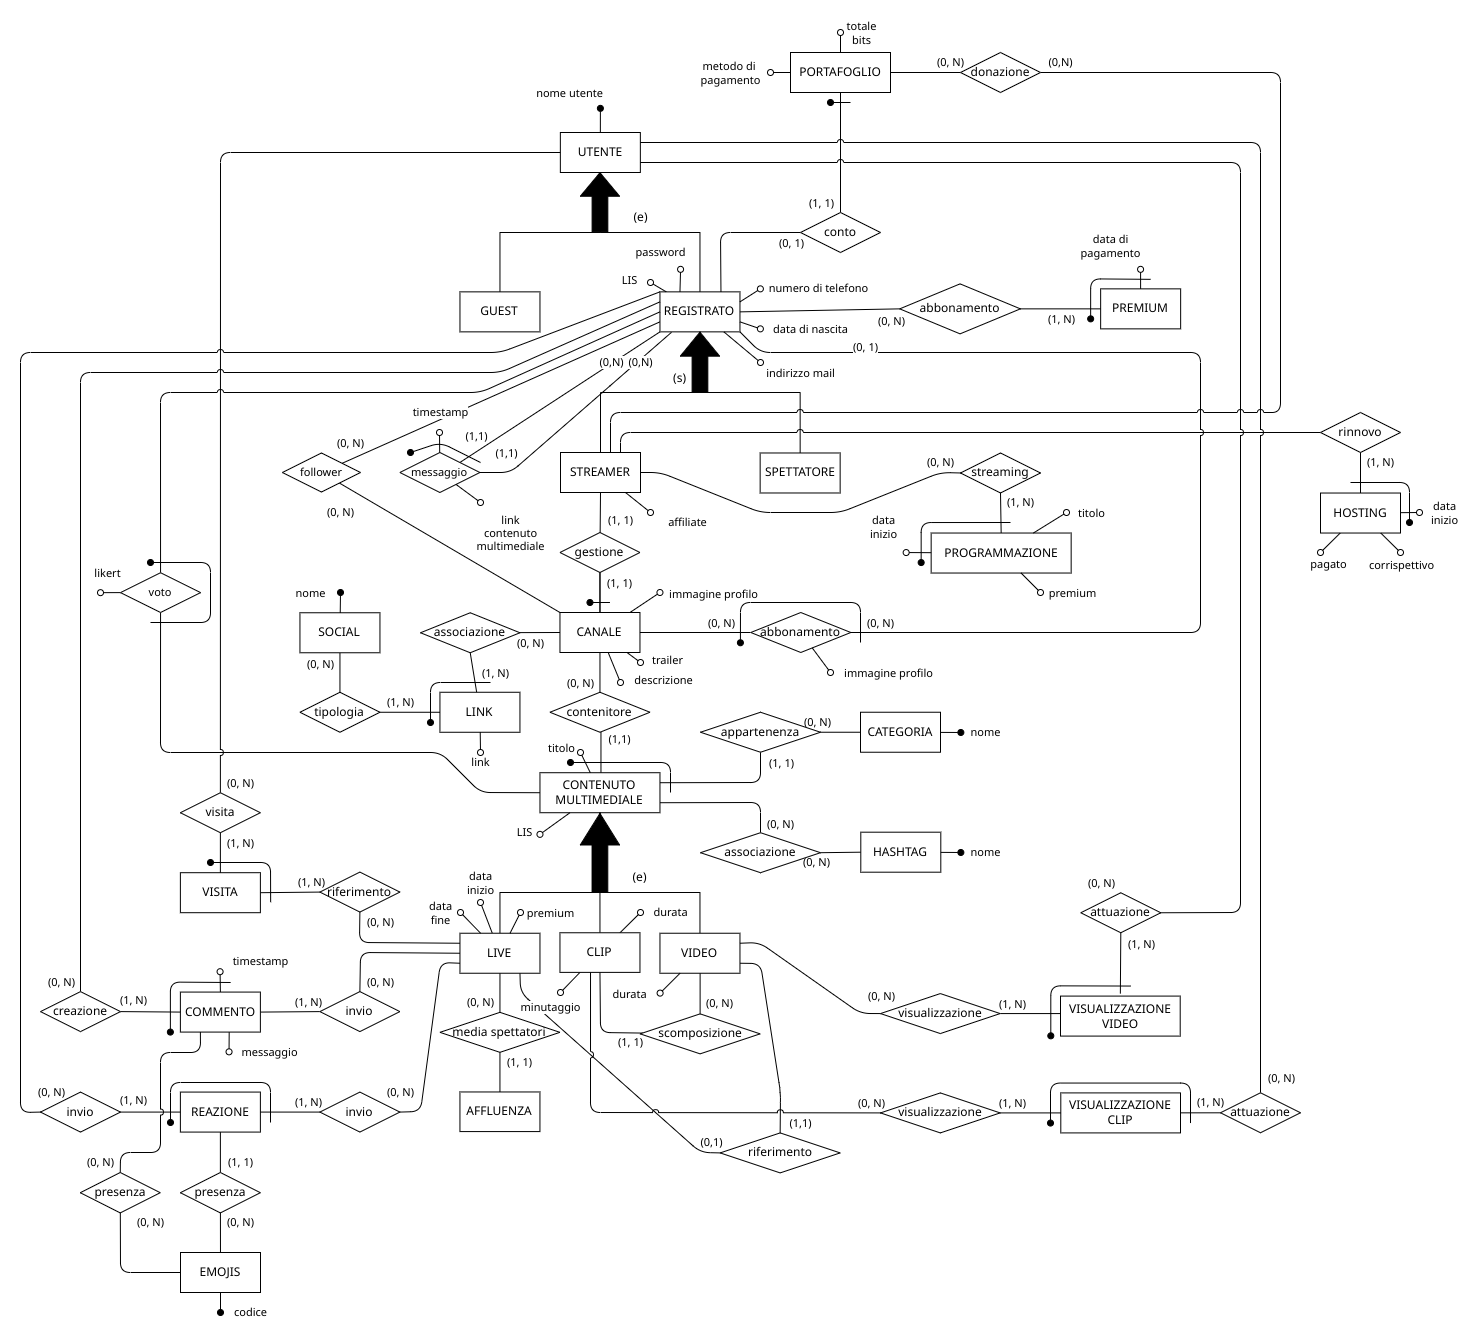 totale
bits
metodo di
pagamento
PORTAFOGLIO
(0, N)
donazione
(0,N)
nome utente
UTENTE
(e)
(1, 1)
conto
(0, 1)
password
LIS
data di
pagamento
numero di telefono
GUEST
REGISTRATO
abbonamento
(0, N)
(1, N)
PREMIUM
data di nascita
(0, 1)
(0,N)
(0,N)
indirizzo mail
(s)
timestamp
(0, N)
(1,1)
(1,1)
follower
messaggio
(0, N)
link
contenuto
multimediale
STREAMER
SPETTATORE
affiliate
(0, N)
streaming
(1, N)
rinnovo
(1, N)
data
inizio
titolo
PROGRAMMAZIONE
premium
HOSTING
data
inizio
pagato
corrispettivo
(1, 1)
gestione
(1, 1)
likert
voto
nome
SOCIAL
(0, N)
tipologia
(1, N)
associazione
(0, N)
(1, N)
LINK
link
CANALE
immagine profilo
trailer
descrizione
(0, N)
abbonamento
(0, N)
immagine profilo
(0, N)
contenitore
(1,1)
titolo
appartenenza
(0, N)
CATEGORIA
nome
(1, 1)
CONTENUTO
MULTIMEDIALE
LIS
(0, N)
associazione
(0, N)
HASHTAG
nome
(0, N)
visita
(1, N)
VISITA
(1, N)
riferimento
(0, N)
(e)
data
inizio
data
fine
premium
durata
LIVE
CLIP
VIDEO
minutaggio
durata
(0, N)
attuazione
(1, N)
timestamp
(0, N)
creazione
(1, N)
COMMENTO
(1, N)
invio
(0, N)
messaggio
(0, N)
media spettatori
(1, 1)
AFFLUENZA
(0, N)
scomposizione
(1, 1)
(0, N)
visualizzazione
(1, N)
VISUALIZZAZIONE
VIDEO
(0, N)
invio
(1, N)
REAZIONE
(1, N)
invio
(0, N)
(0, N)
visualizzazione
(1, N)
VISUALIZZAZIONE
CLIP
(1, N)
attuazione
(0, N)
(1,1)
(0,1)
riferimento
(0, N)
presenza
(0, N)
(1, 1)
presenza
(0, N)
EMOJIS
codice